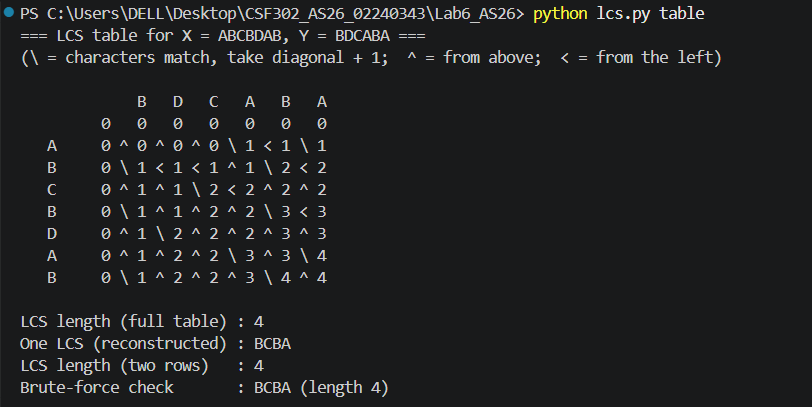 PS C:\Users\DELL\Desktop\CSF302_AS26_02240343\Lab6_AS26> python lcs.py table
=== LCS table for X = ABCBDAB, Y = BDCABA ===
(\ = characters match, take diagonal + 1;  ^ = from above;  < = from the left)
B D C A B A
0 0 0 0 0 0 0
A 0 ^ 0 ^ 0 ^ 0 \ 1 < 1 \ 1
B 0 \ 1 < 1 < 1 ^ 1 \ 2 < 2
C 0 ^ 1 ^ 1 \ 2 < 2 ^ 2 ^ 2
B 0 \ 1 ^ 1 ^ 2 ^ 2 \ 3 < 3
D 0 ^ 1 \ 2 ^ 2 ^ 2 ^ 3 ^ 3
A 0 ^ 1 ^ 2 ^ 2 \ 3 ^ 3 \ 4
B 0 \ 1 ^ 2 ^ 2 ^ 3 \ 4 ^ 4
LCS length (full table) : 4
One LCS (reconstructed) : BCBA
LCS length (two rows)   : 4
Brute-force check       : BCBA (length 4)